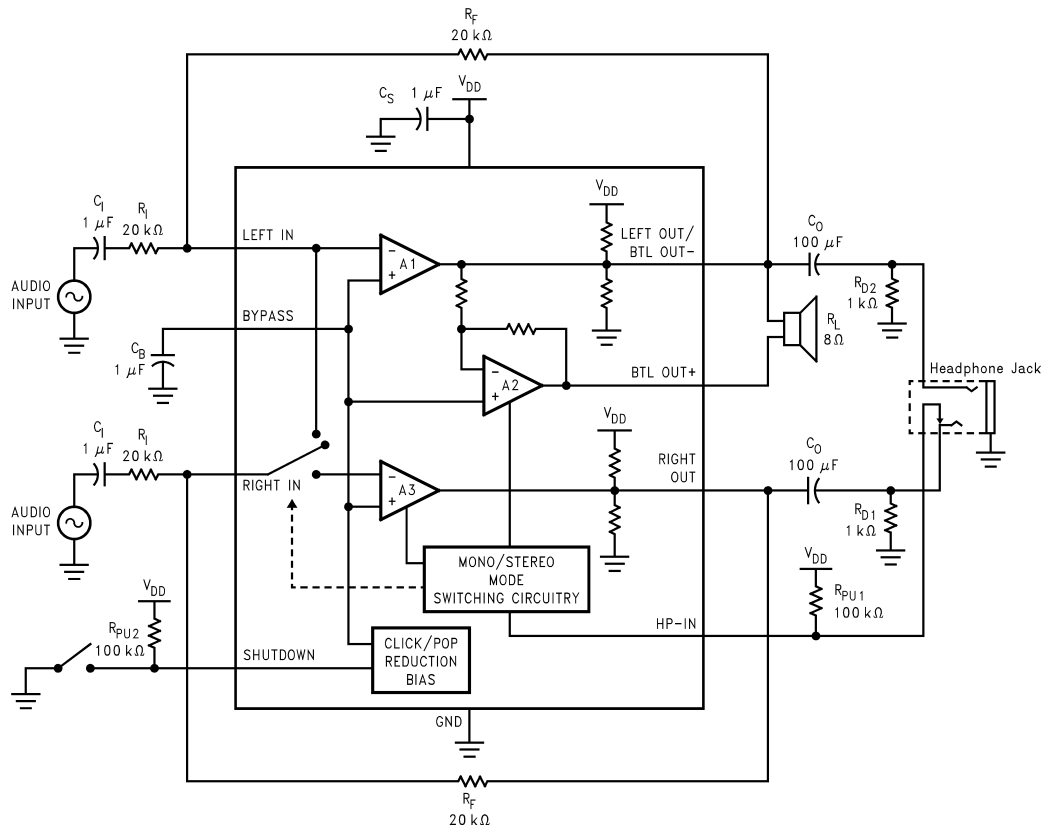 R_F
20 kΩ
V_DD
C_S 1 μF
V_DD
C_I
1 μF
R_I
20 kΩ
LEFT IN
A1
−
+
LEFT OUT/
BTL OUT−
C_O
100 μF
R_D2
1 kΩ
AUDIO
INPUT
BYPASS
C_B
1 μF
R_L
8Ω
A2
−
+
BTL OUT+
Headphone Jack
V_DD
C_I
1 μF
R_I
20 kΩ
RIGHT IN
A3
−
+
RIGHT
OUT
C_O
100 μF
R_D1
1 kΩ
AUDIO
INPUT
MONO/STEREO
MODE
SWITCHING CIRCUITRY
V_DD
R_PU1
100 kΩ
HP−IN
V_DD
R_PU2
100 kΩ
SHUTDOWN
CLICK/POP
REDUCTION
BIAS
GND
R_F
20 kΩ